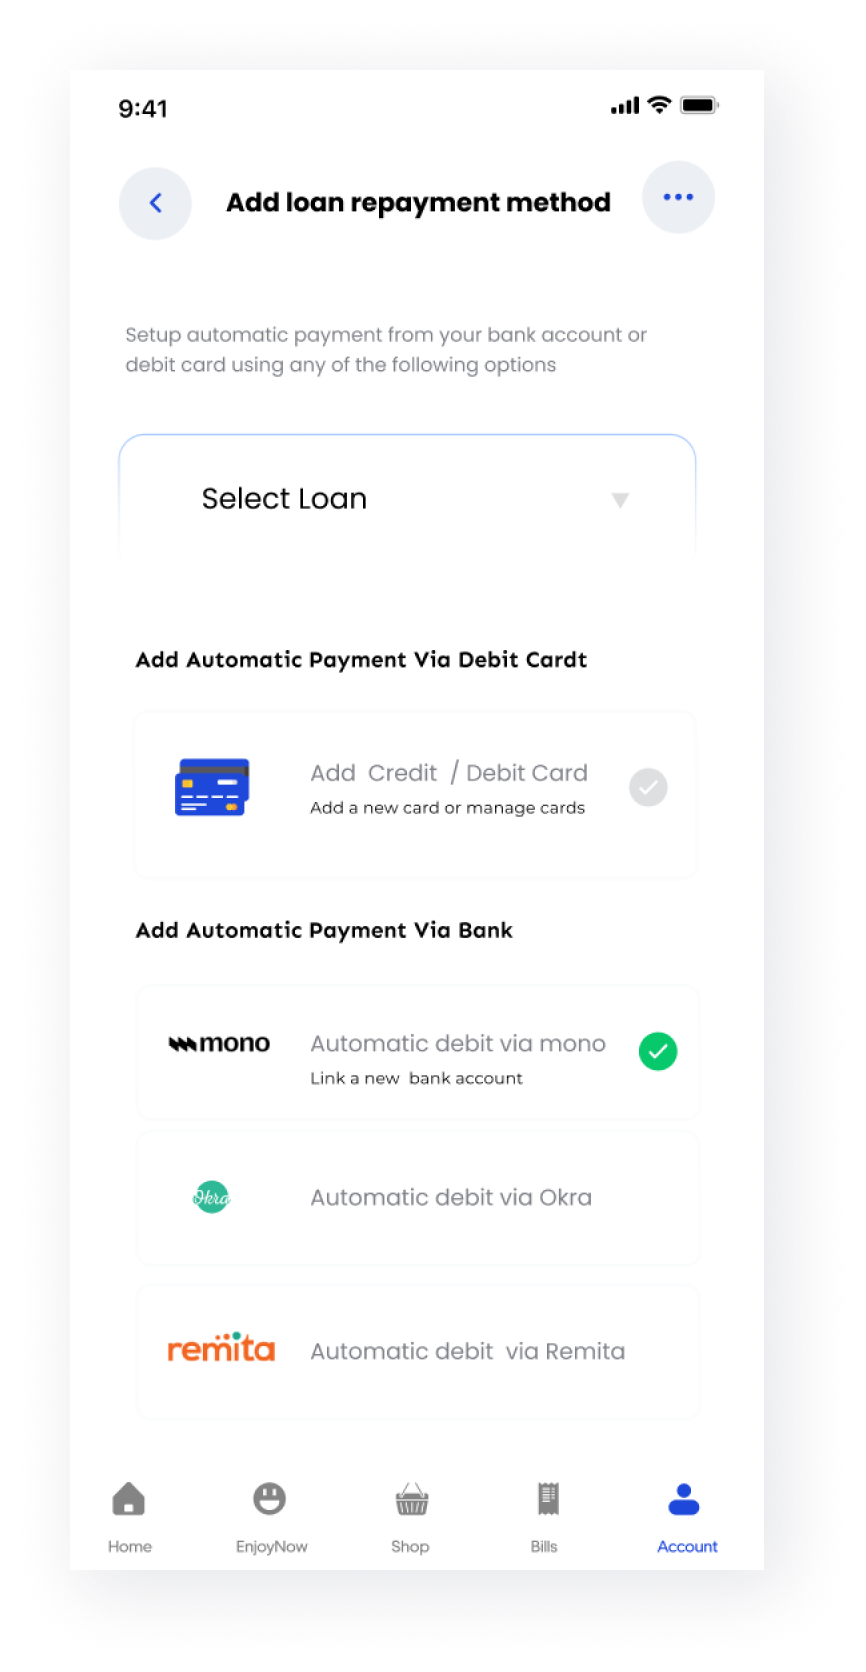 9:41
Add loan repayment method
Setup automatic payment from your bank account or
debit card using any of the following options
Select Loan
Add Automatic Payment Via Debit Cardt
Add Credit / Debit Card
Add a new card or manage cards
Add Automatic Payment Via Bank
mono
Automatic debit via mono
Link a new bank account
Okra
Automatic debit via Okra
remita
Automatic debit via Remita
Home
EnjoyNow
Shop
Bills
Account